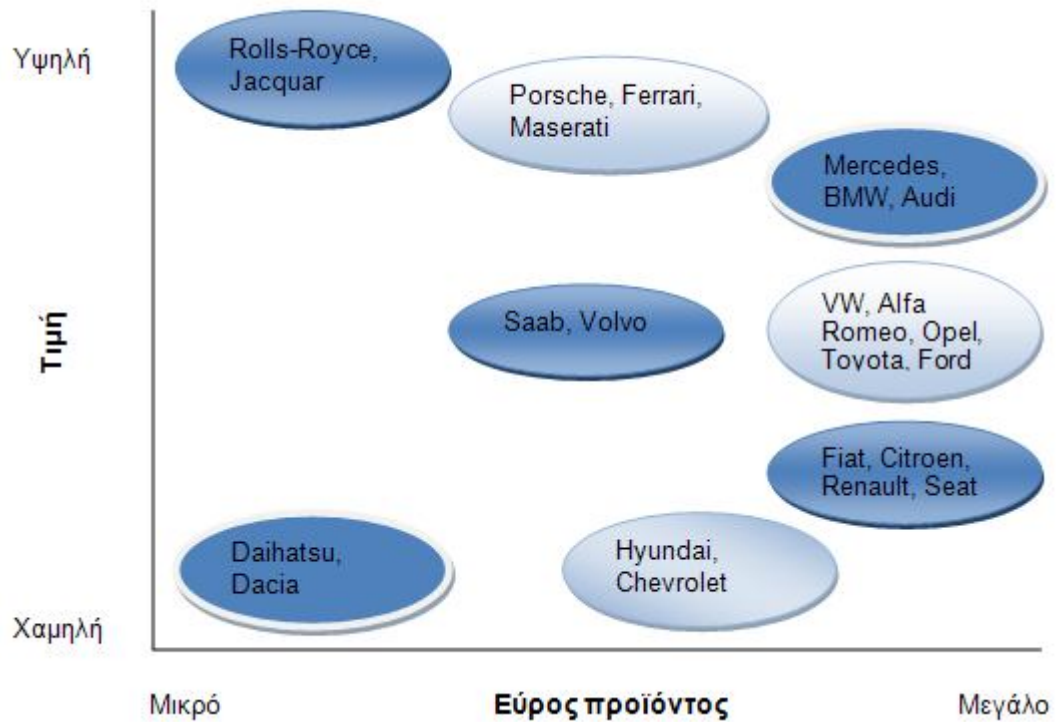 Υψηλή
Rolls-Royce,
Jacquar
Porsche, Ferrari,
Maserati
Mercedes,
BMW, Audi
Τιμή
Saab, Volvo
VW, Alfa
Romeo, Opel,
Toyota, Ford
Fiat, Citroen,
Renault, Seat
Daihatsu,
Dacia
Hyundai,
Chevrolet
Χαμηλή
Μικρό
Εύρος προϊόντος
Μεγάλο